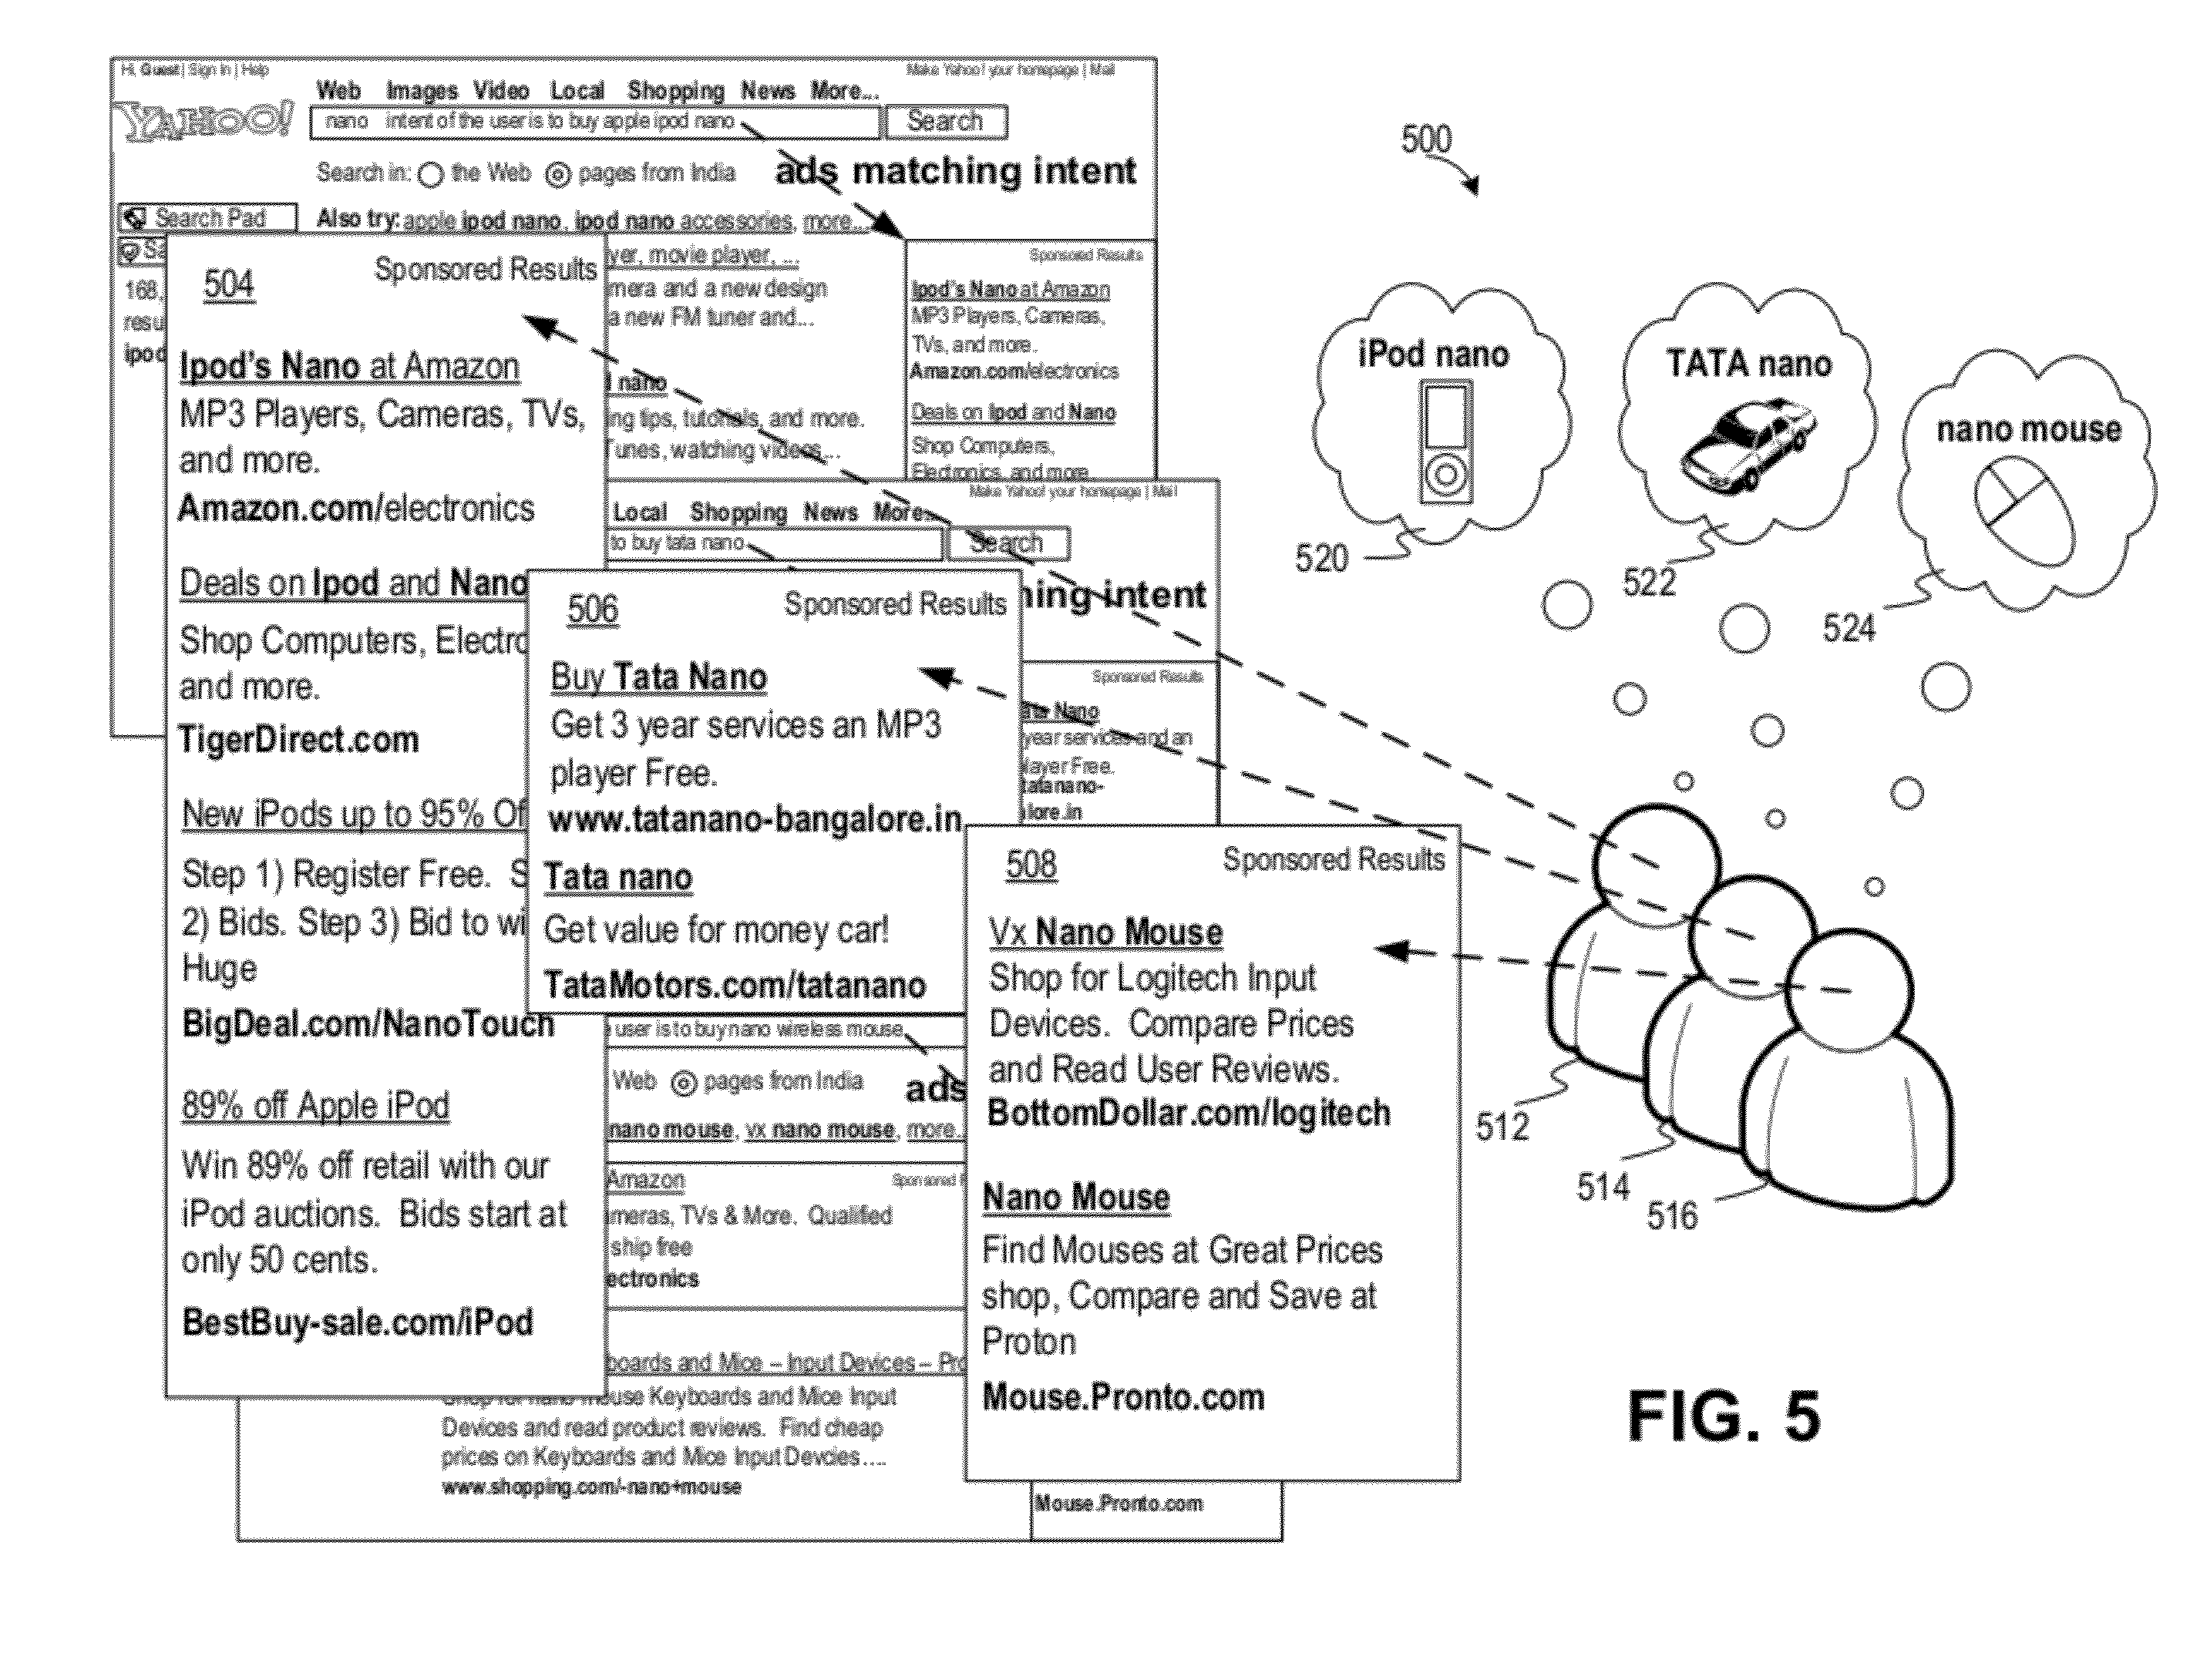 Hi, Guest | Sign In | Help
Make Yahoo! your homepage | Mail
Web Images Video Local Shopping News More...
YAHOO!
nano intent of the user is to buy apple ipod nano
Search
Search in: the Web pages from India
ads matching intent
Search Pad
Also try: apple ipod nano, ipod nano accessories, more...
Sa
yer, movie player, ...
168,
mera and a new design
resu
a new FM tuner and...
ipod
nano
ing tips, tutorials, and more.
Tunes, watching videos...
Sponsored Results
Ipod's Nano at Amazon
MP3 Players, Cameras,
TVs, and more.
Amazon.com/electronics
Deals on Ipod and Nano
Shop Computers,
Electronics, and more
504
Sponsored Results
Ipod's Nano at Amazon
MP3 Players, Cameras, TVs,
and more.
Amazon.com/electronics
Deals on Ipod and Nano
Shop Computers, Electro
and more.
TigerDirect.com
New iPods up to 95% Of
Step 1) Register Free. S
2) Bids. Step 3) Bid to wi
Huge
BigDeal.com/NanoTouch
89% off Apple iPod
Win 89% off retail with our
iPod auctions. Bids start at
only 50 cents.
BestBuy-sale.com/iPod
Make Yahoo! your homepage | Mail
Local Shopping News More...
to buy tata nano
Search
hing intent
Sponsored Results
ata Nano
year services and an
layer Free.
tatanano-
lore.in
506
Sponsored Results
Buy Tata Nano
Get 3 year services an MP3
player Free.
www.tatanano-bangalore.in
Tata nano
Get value for money car!
TataMotors.com/tatanano
user is to buy nano wireless mouse
Web pages from India
ads
nano mouse, vx nano mouse, more..
Amazon
Sponsored R
meras, TVs & More. Qualified
ship free
ectronics
boards and Mice – Input Devices – Pro
Shop for nano mouse Keyboards and Mice Input
Devices and read product reviews. Find cheap
prices on Keyboards and Mice Input Devcies....
www.shopping.com/-nano+mouse
Mouse.Pronto.com
508
Sponsored Results
Vx Nano Mouse
Shop for Logitech Input
Devices. Compare Prices
and Read User Reviews.
BottomDollar.com/logitech
Nano Mouse
Find Mouses at Great Prices
shop, Compare and Save at
Proton
Mouse.Pronto.com
500
iPod nano
TATA nano
nano mouse
520
522
524
512
514
516
FIG. 5